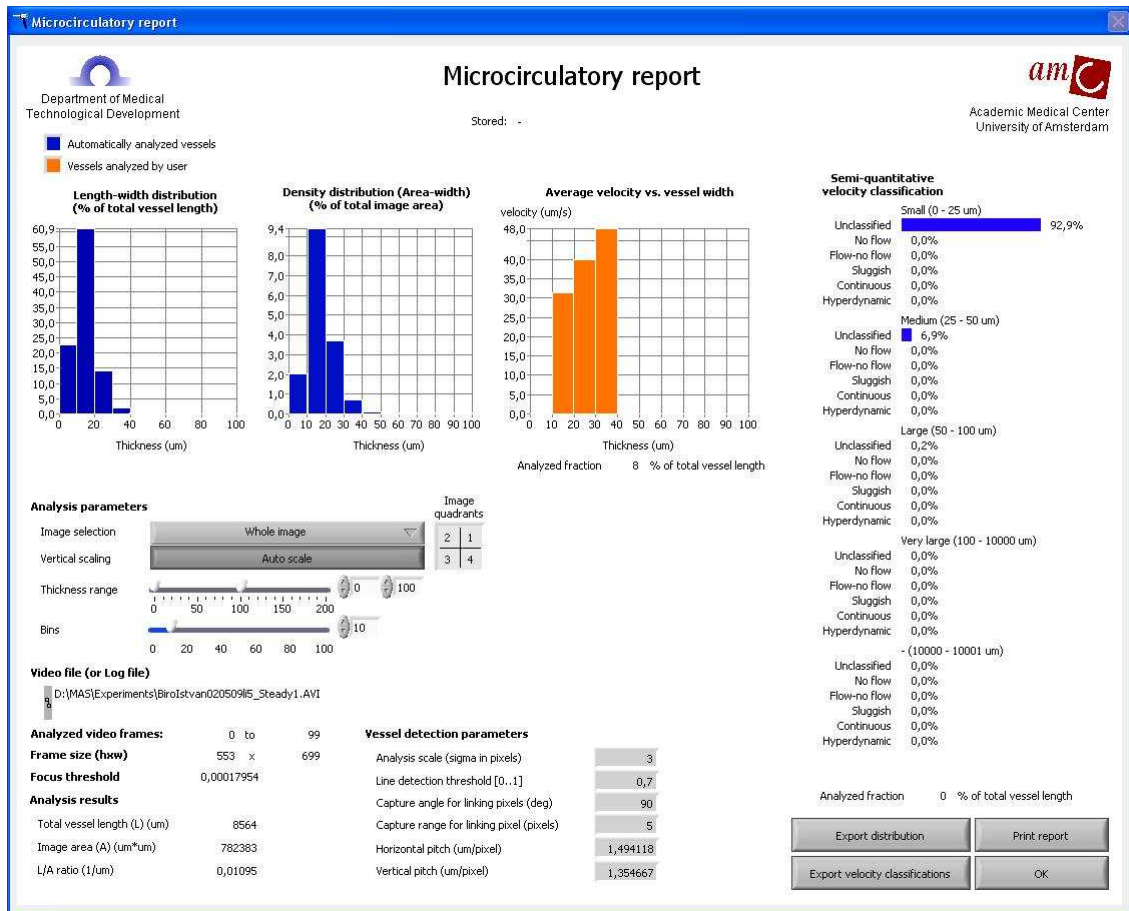 Microcirculatory report
Department of Medical
Technological Development
Microcirculatory report
Stored: -
amC
Academic Medical Center
University of Amsterdam
Automatically analyzed vessels
Vessels analyzed by user
Length-width distribution
(% of total vessel length)
60,9
55,0
50,0
45,0
40,0
35,0
30,0
25,0
20,0
15,0
10,0
5,0
0,0
0 20 40 60 80 100
Thickness (um)
Density distribution (Area-width)
(% of total image area)
9,4
8,0
7,0
6,0
5,0
4,0
3,0
2,0
1,0
0,0
0 10 20 30 40 50 60 70 80 90 100
Thickness (um)
Average velocity vs. vessel width
velocity (um/s)
48,0
40,0
35,0
30,0
25,0
20,0
15,0
10,0
5,0
0,0
0 10 20 30 40 50 60 70 80 90 100
Thickness (um)
Analyzed fraction 8 % of total vessel length
Semi-quantitative
velocity classification
Small (0 - 25 um)
Unclassified 92,9%
No flow 0,0%
Flow-no flow 0,0%
Sluggish 0,0%
Continuous 0,0%
Hyperdynamic 0,0%
Medium (25 - 50 um)
Unclassified 6,9%
No flow 0,0%
Flow-no flow 0,0%
Sluggish 0,0%
Continuous 0,0%
Hyperdynamic 0,0%
Large (50 - 100 um)
Unclassified 0,2%
No flow 0,0%
Flow-no flow 0,0%
Sluggish 0,0%
Continuous 0,0%
Hyperdynamic 0,0%
Very large (100 - 10000 um)
Unclassified 0,0%
No flow 0,0%
Flow-no flow 0,0%
Sluggish 0,0%
Continuous 0,0%
Hyperdynamic 0,0%
- (10000 - 10001 um)
Unclassified 0,0%
No flow 0,0%
Flow-no flow 0,0%
Sluggish 0,0%
Continuous 0,0%
Hyperdynamic 0,0%
Analyzed fraction 0 % of total vessel length
Analysis parameters
Image selection Whole image
Vertical scaling Auto scale
Image
quadrants
2 1
3 4
Thickness range 0 100
0 50 100 150 200
Bins 10
0 20 40 60 80 100
Video file (or Log file)
D:\MAS\Experiments\BiroIstvan020509li5_Steady1.AVI
Analyzed video frames: 0 to 99
Frame size (hxw) 553 x 699
Focus threshold 0,00017954
Analysis results
Total vessel length (L) (um) 8564
Image area (A) (um*um) 782383
L/A ratio (1/um) 0,01095
Vessel detection parameters
Analysis scale (sigma in pixels) 3
Line detection threshold [0..1] 0,7
Capture angle for linking pixels (deg) 90
Capture range for linking pixel (pixels) 5
Horizontal pitch (um/pixel) 1,494118
Vertical pitch (um/pixel) 1,354667
Export distribution
Print report
Export velocity classifications
OK